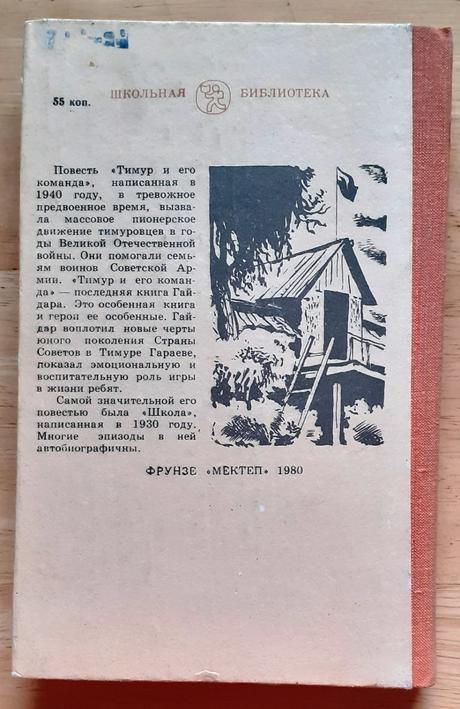 ШКОЛЬНАЯ БИБЛИОТЕКА
55 коп.
Повесть «Тимур и его
команда», написанная в
1940 году, в тревожное
предвоенное время, вызва-
ла массовое пионерское
движение тимуровцев в го-
ды Великой Отечественной
войны. Они помогали семь-
ям воинов Советской Ар-
мии. «Тимур и его коман-
да» — последняя книга Гай-
дара. Это особенная книга
и герои ее особенные. Гай-
дар воплотил новые черты
юного поколения Страны
Советов в Тимуре Гараеве,
показал эмоциональную и
воспитательную роль игры
в жизни ребят.
Самой значительной его
повестью была «Школа»,
написанная в 1930 году.
Многие эпизоды в ней
автобиографичны.
ФРУНЗЕ «МЕКТЕП» 1980